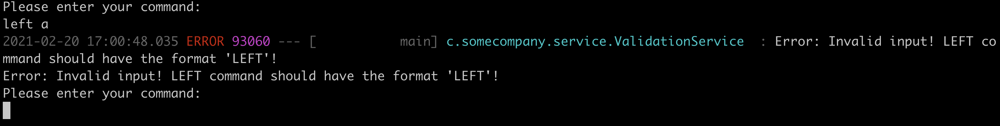 Please enter your command:
left a
2021-02-20 17:00:48.035 ERROR 93060 --- [           main] c.somecompany.service.ValidationService  : Error: Invalid input! LEFT co
mmand should have the format 'LEFT'!
Error: Invalid input! LEFT command should have the format 'LEFT'!
Please enter your command: